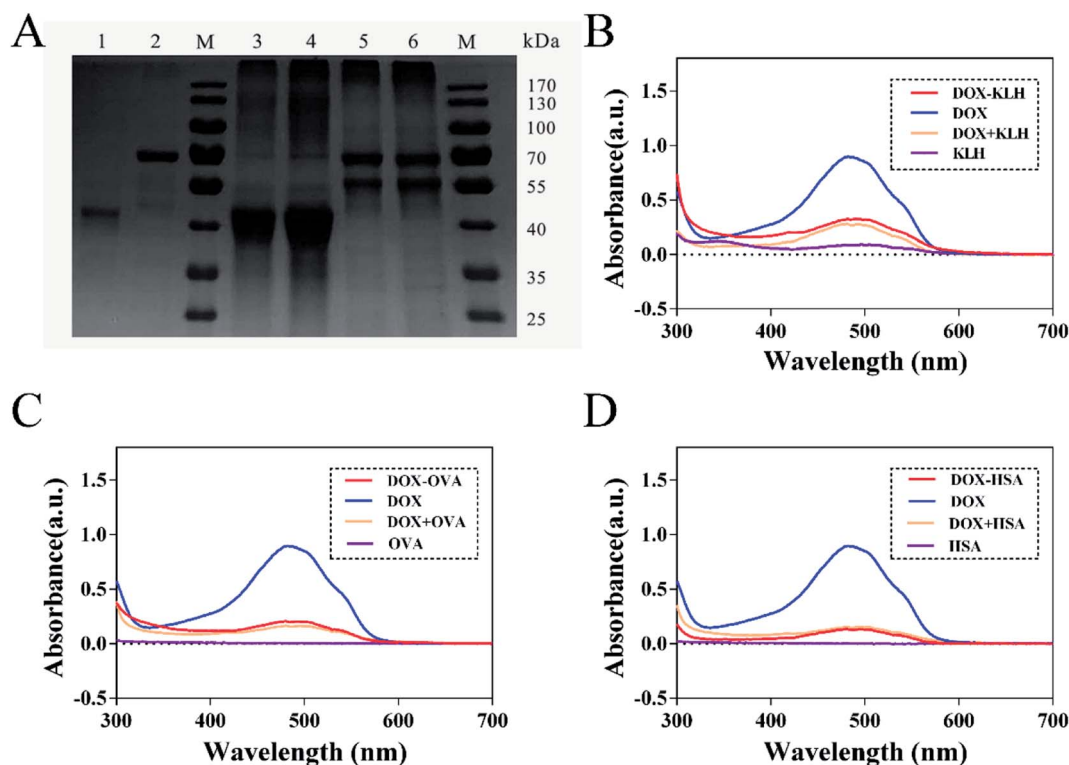 A
1 2 M 3 4 5 6 M kDa
170
130
100
70
55
40
35
25
B
Absorbance(a.u.)
1.5
1.0
0.5
0.0
-0.5
300 400 500 600 700
Wavelength (nm)
DOX-KLH
DOX
DOX+KLH
KLH
C
Absorbance(a.u.)
1.5
1.0
0.5
0.0
-0.5
300 400 500 600 700
Wavelength (nm)
DOX-OVA
DOX
DOX+OVA
OVA
D
Absorbance(a.u.)
1.5
1.0
0.5
0.0
-0.5
300 400 500 600 700
Wavelength (nm)
DOX-HSA
DOX
DOX+HSA
HSA